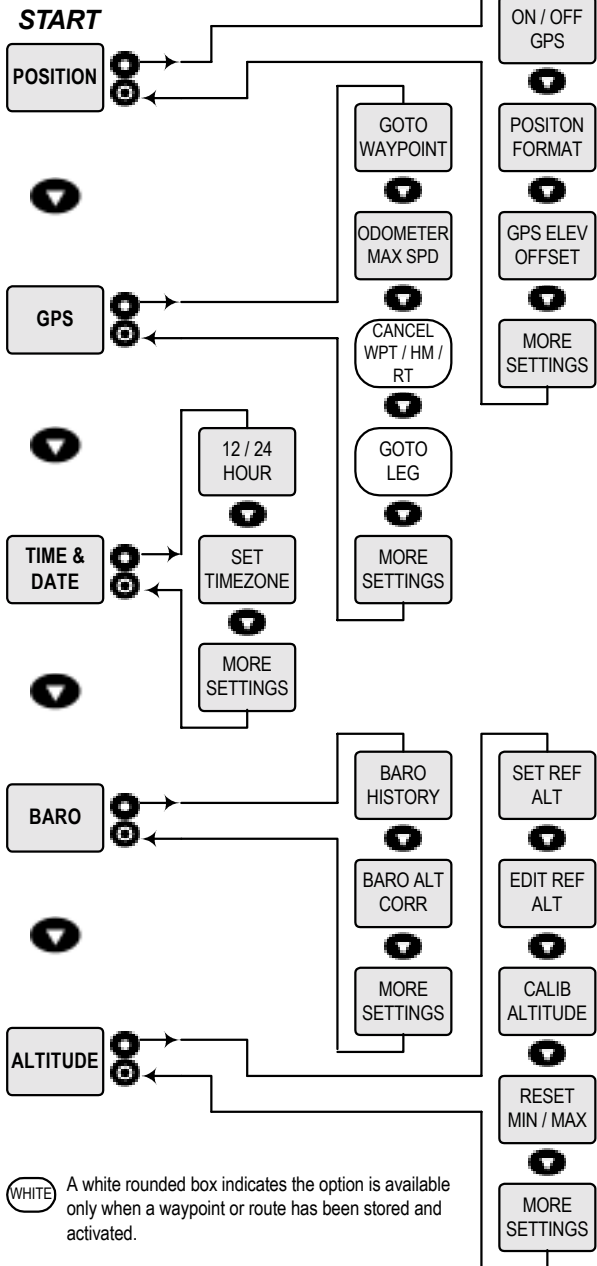 START
POSITION
ON / OFF
GPS
POSITON
FORMAT
GPS ELEV
OFFSET
MORE
SETTINGS
GPS
GOTO
WAYPOINT
ODOMETER
MAX SPD
CANCEL
WPT / HM /
RT
GOTO
LEG
MORE
SETTINGS
TIME &
DATE
12 / 24
HOUR
SET
TIMEZONE
MORE
SETTINGS
BARO
BARO
HISTORY
BARO ALT
CORR
MORE
SETTINGS
ALTITUDE
SET REF
ALT
EDIT REF
ALT
CALIB
ALTITUDE
RESET
MIN / MAX
MORE
SETTINGS
WHITE
A white rounded box indicates the option is available
only when a waypoint or route has been stored and
activated.